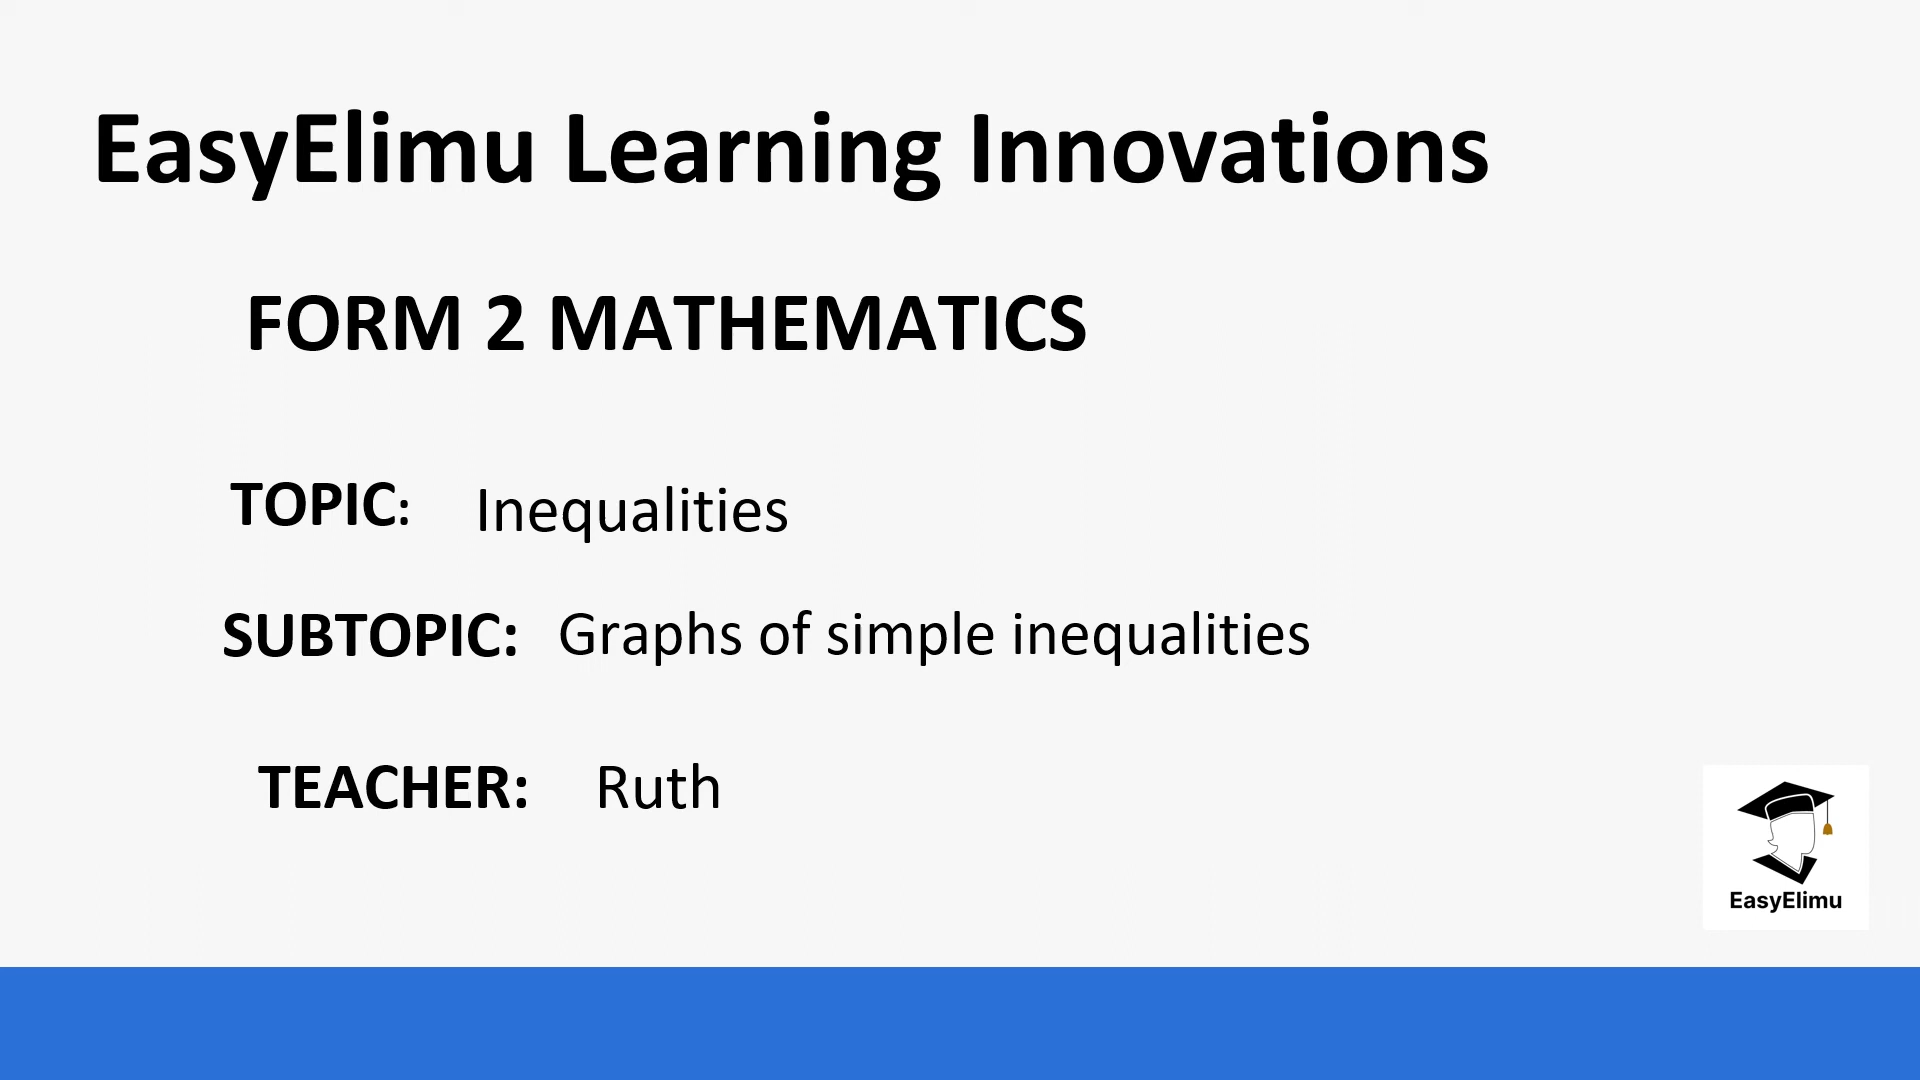 EasyElimu Learning Innovations
FORM 2 MATHEMATICS
TOPIC: Inequalities
SUBTOPIC: Graphs of simple inequalities
TEACHER: Ruth
EasyElimu